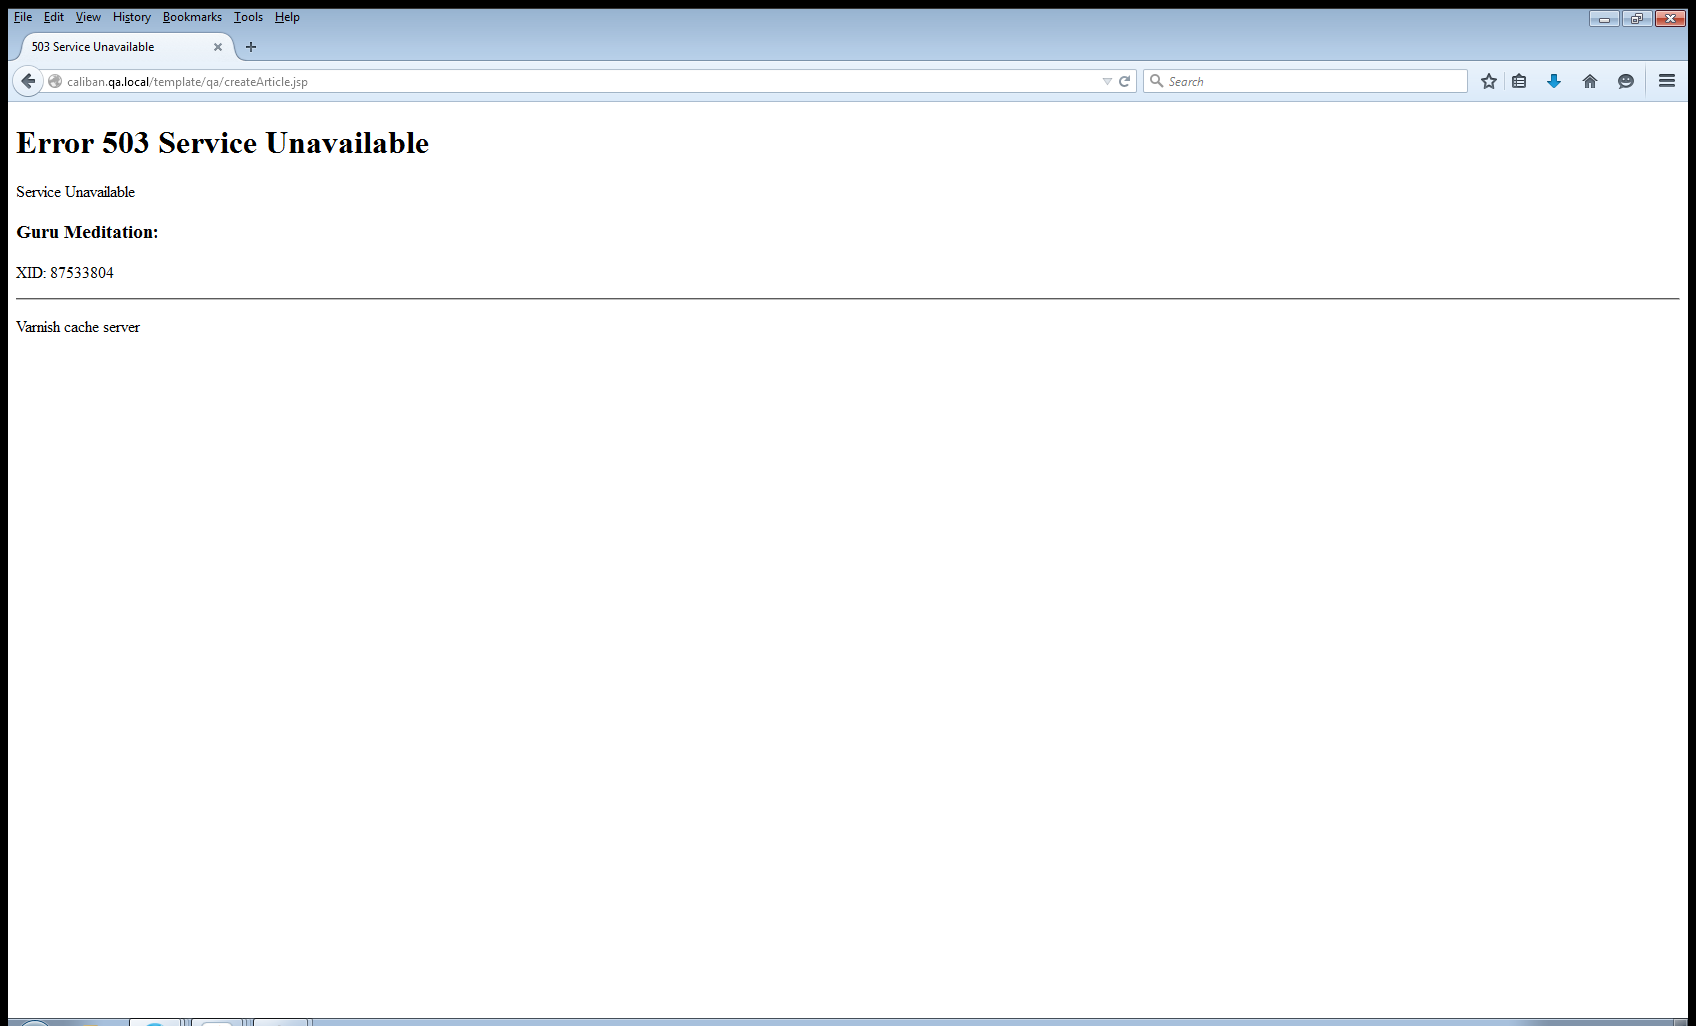 File Edit View History Bookmarks Tools Help
503 Service Unavailable
caliban.qa.local/template/qa/createArticle.jsp
Search
Error 503 Service Unavailable
Service Unavailable
Guru Meditation:
XID: 87533804
Varnish cache server